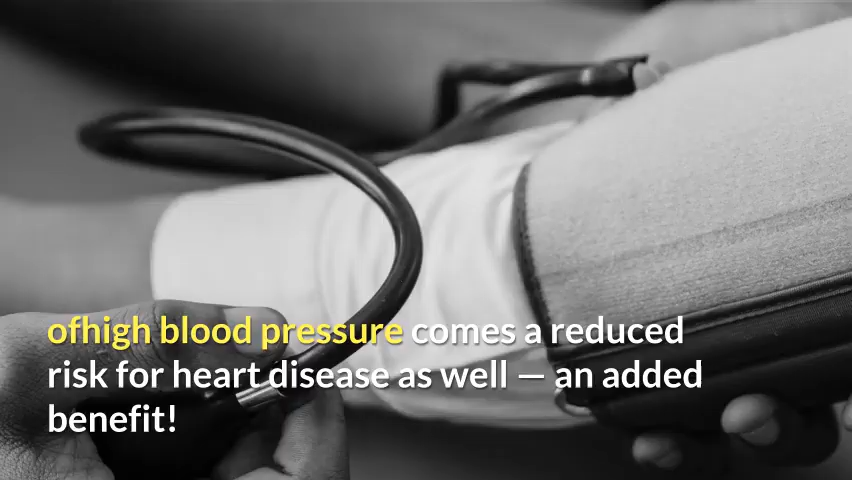 ofhigh blood pressure comes a reduced
risk for heart disease as well — an added
benefit!